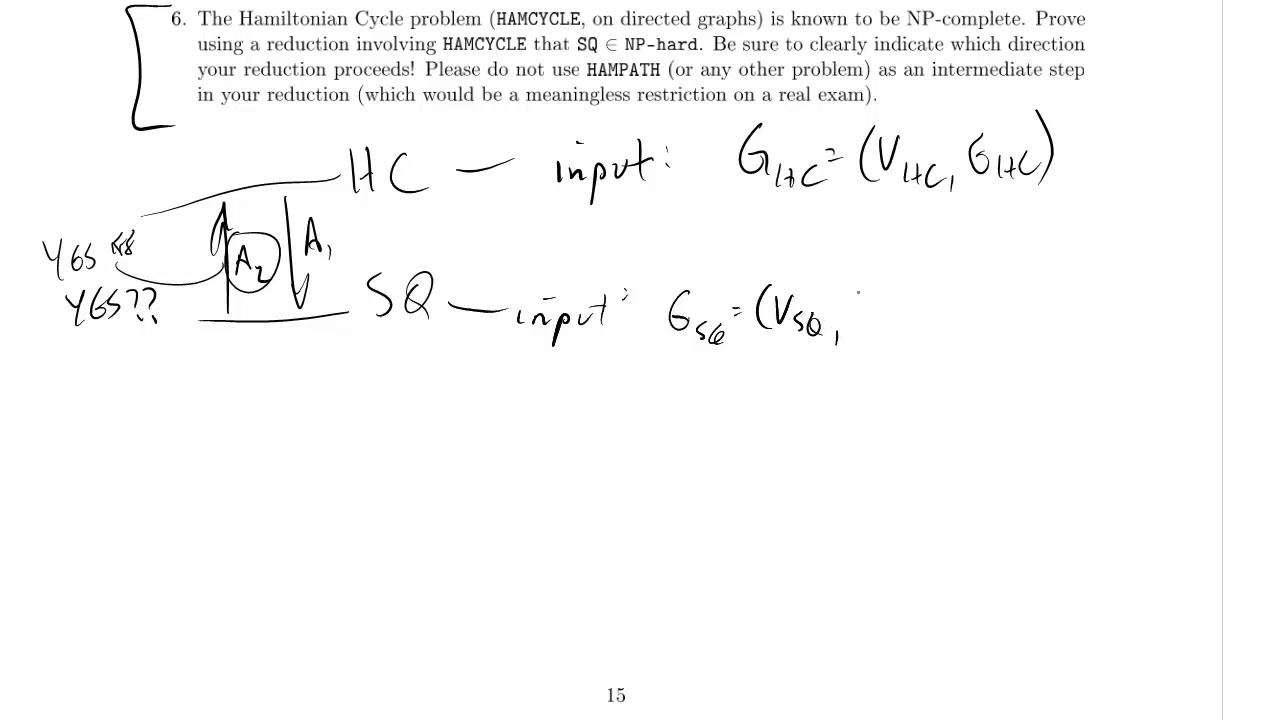 6. The Hamiltonian Cycle problem (HAMCYCLE, on directed graphs) is known to be NP-complete. Prove
using a reduction involving HAMCYCLE that SQ ∈ NP-hard. Be sure to clearly indicate which direction
your reduction proceeds! Please do not use HAMPATH (or any other problem) as an intermediate step
in your reduction (which would be a meaningless restriction on a real exam).
HC — input: G_HC = (V_HC, E_HC)
YES
A2 A1
YES??
SQ — input: G_SQ = (V_SQ,
15